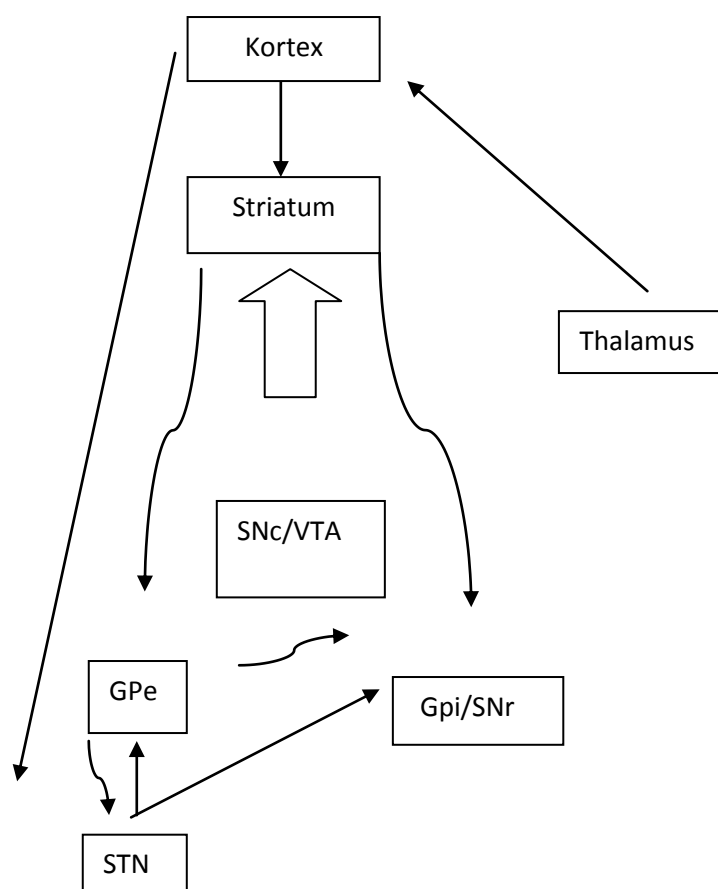 Kortex
Striatum
Thalamus
SNc/VTA
GPe
Gpi/SNr
STN